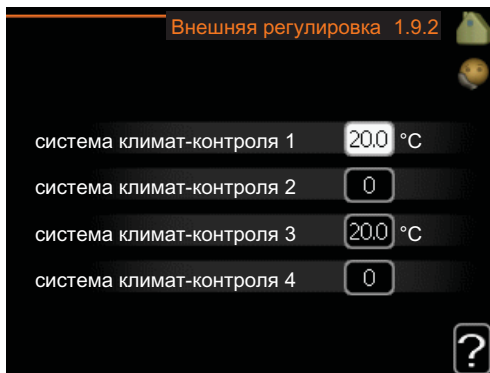 Внешняя регулировка 1.9.2
система климат-контроля 1 20.0 °C
система климат-контроля 2 0
система климат-контроля 3 20.0 °C
система климат-контроля 4 0
?